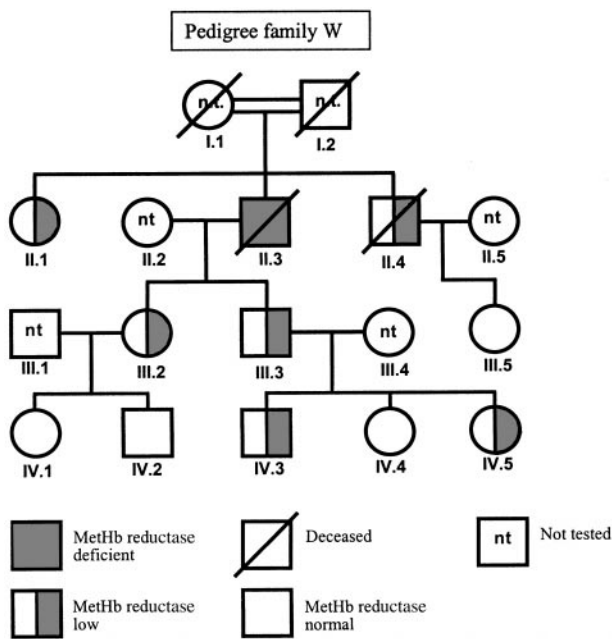 Pedigree family W
n.t. n.t.
I.1 I.2
nt nt
II.1 II.2 II.3 II.4 II.5
nt nt
III.1 III.2 III.3 III.4 III.5
IV.1 IV.2 IV.3 IV.4 IV.5
MetHb reductase
deficient
Deceased
nt Not tested
MetHb reductase
low
MetHb reductase
normal